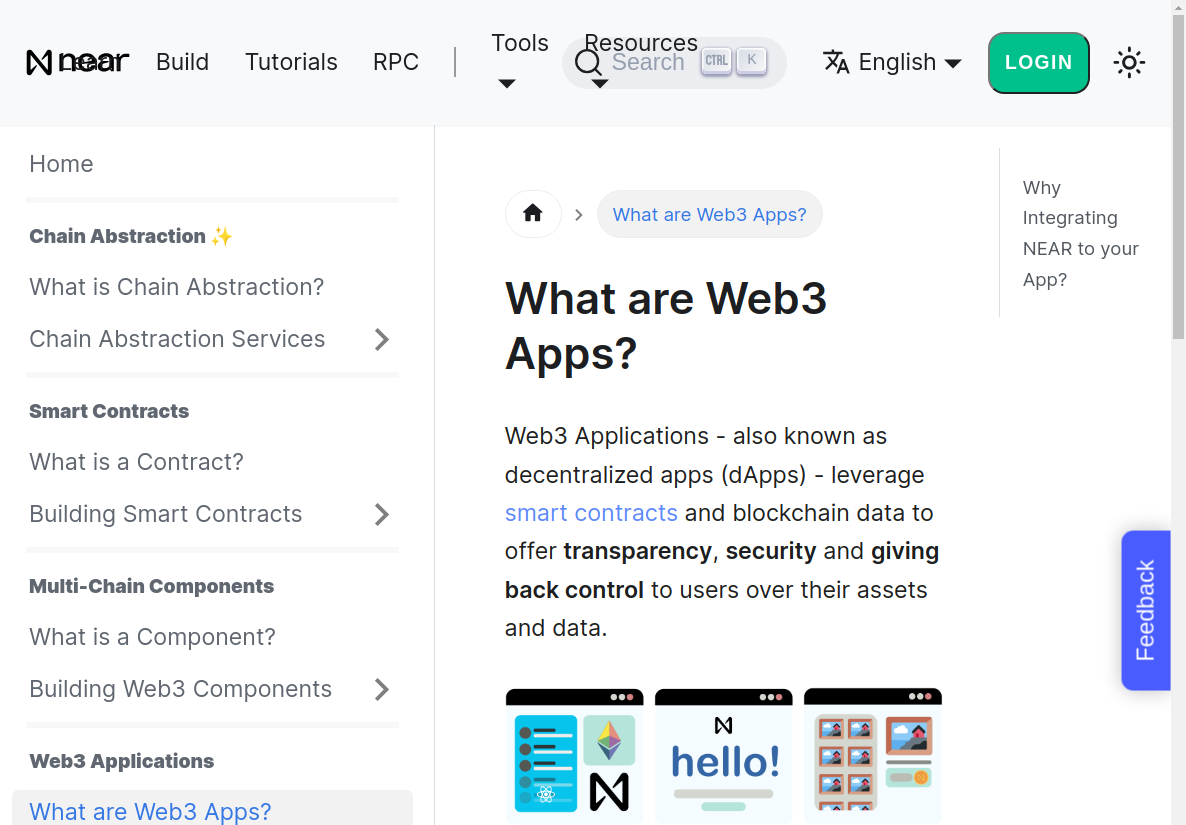 near
Learn
Build
Tutorials
RPC
Tools
Resources
Search
CTRL
K
English
LOGIN
Home
Chain Abstraction ✨
What is Chain Abstraction?
Chain Abstraction Services
Smart Contracts
What is a Contract?
Building Smart Contracts
Multi-Chain Components
What is a Component?
Building Web3 Components
Web3 Applications
What are Web3 Apps?
What are Web3 Apps?
What are Web3
Apps?
Web3 Applications - also known as
decentralized apps (dApps) - leverage
smart contracts and blockchain data to
offer transparency, security and giving
back control to users over their assets
and data.
hello!
Why
Integrating
NEAR to your
App?
Feedback